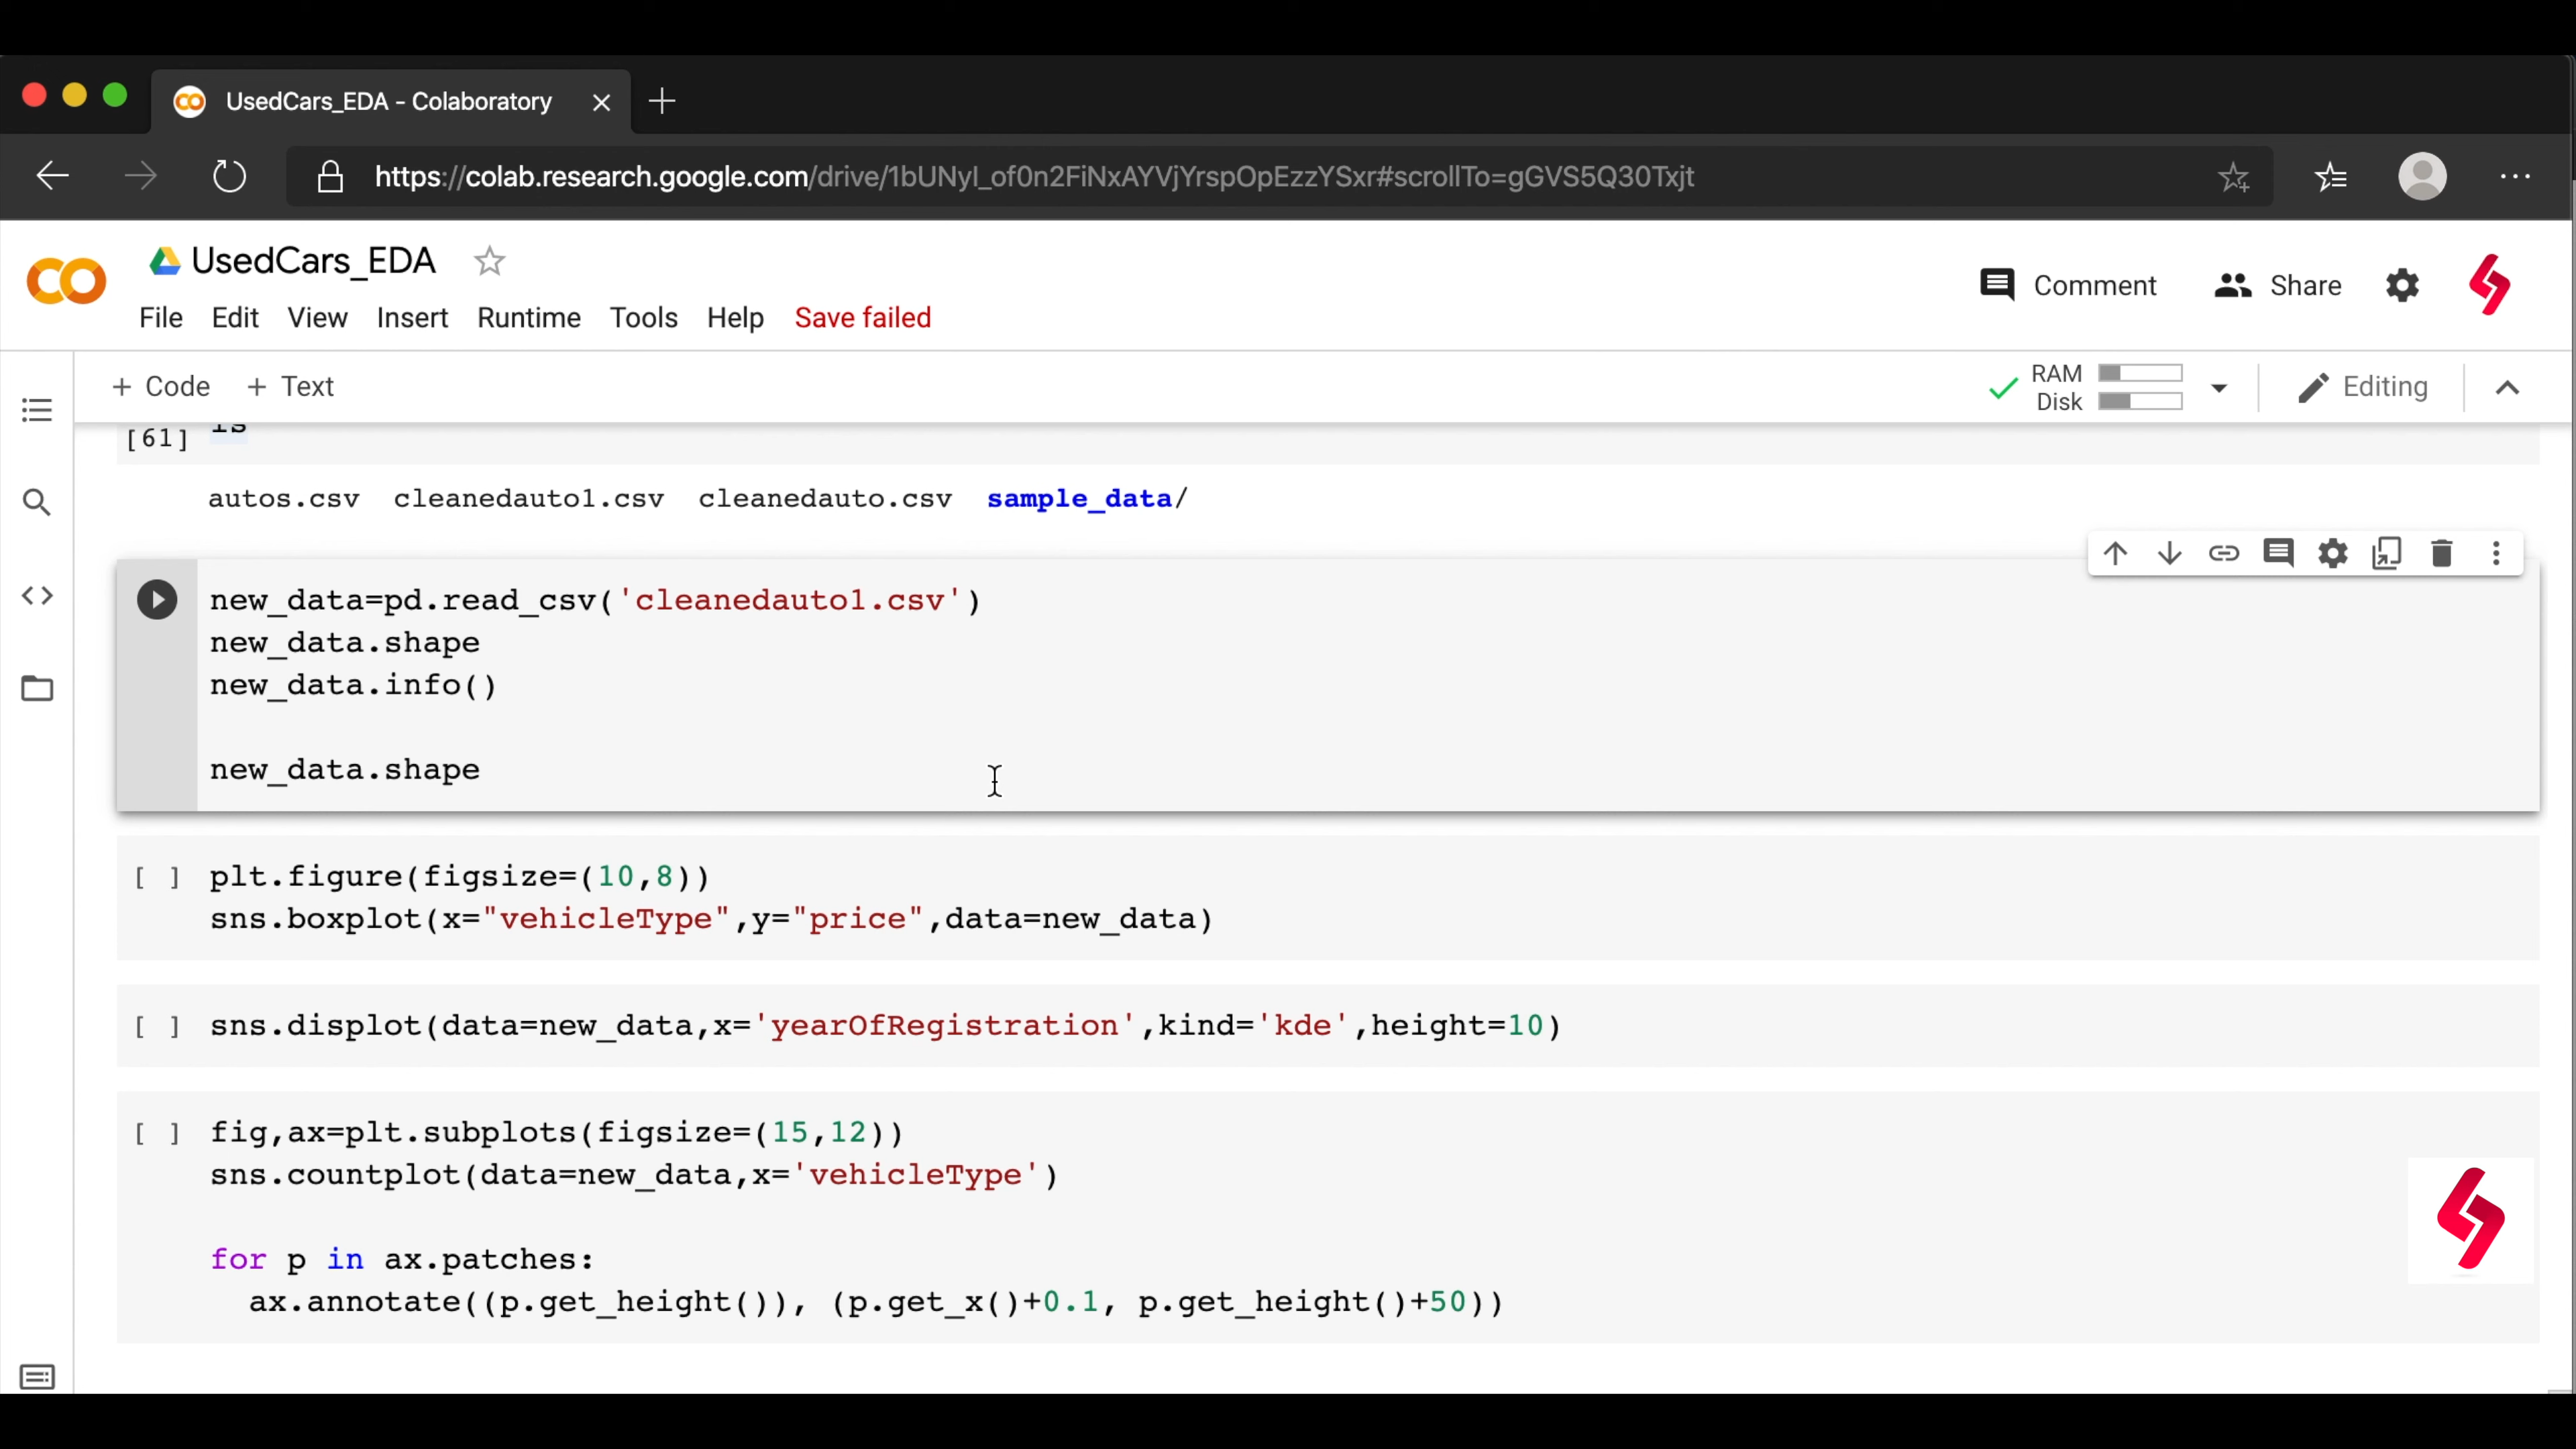 UsedCars_EDA - Colaboratory
https://colab.research.google.com/drive/1bUNyI_of0n2FiNxAYVjYrspOpEzzYSxr#scrollTo=gGVS5Q30Txjt
UsedCars_EDA
Comment Share
File Edit View Insert Runtime Tools Help Save failed
+ Code + Text
RAM
Disk
Editing
[61] ls
autos.csv cleanedauto1.csv cleanedauto.csv sample_data/
new_data=pd.read_csv('cleanedauto1.csv')
new_data.shape
new_data.info()
new_data.shape
[ ] plt.figure(figsize=(10,8))
sns.boxplot(x="vehicleType",y="price",data=new_data)
[ ] sns.displot(data=new_data,x='yearOfRegistration',kind='kde',height=10)
[ ] fig,ax=plt.subplots(figsize=(15,12))
sns.countplot(data=new_data,x='vehicleType')
for p in ax.patches:
ax.annotate((p.get_height()), (p.get_x()+0.1, p.get_height()+50))